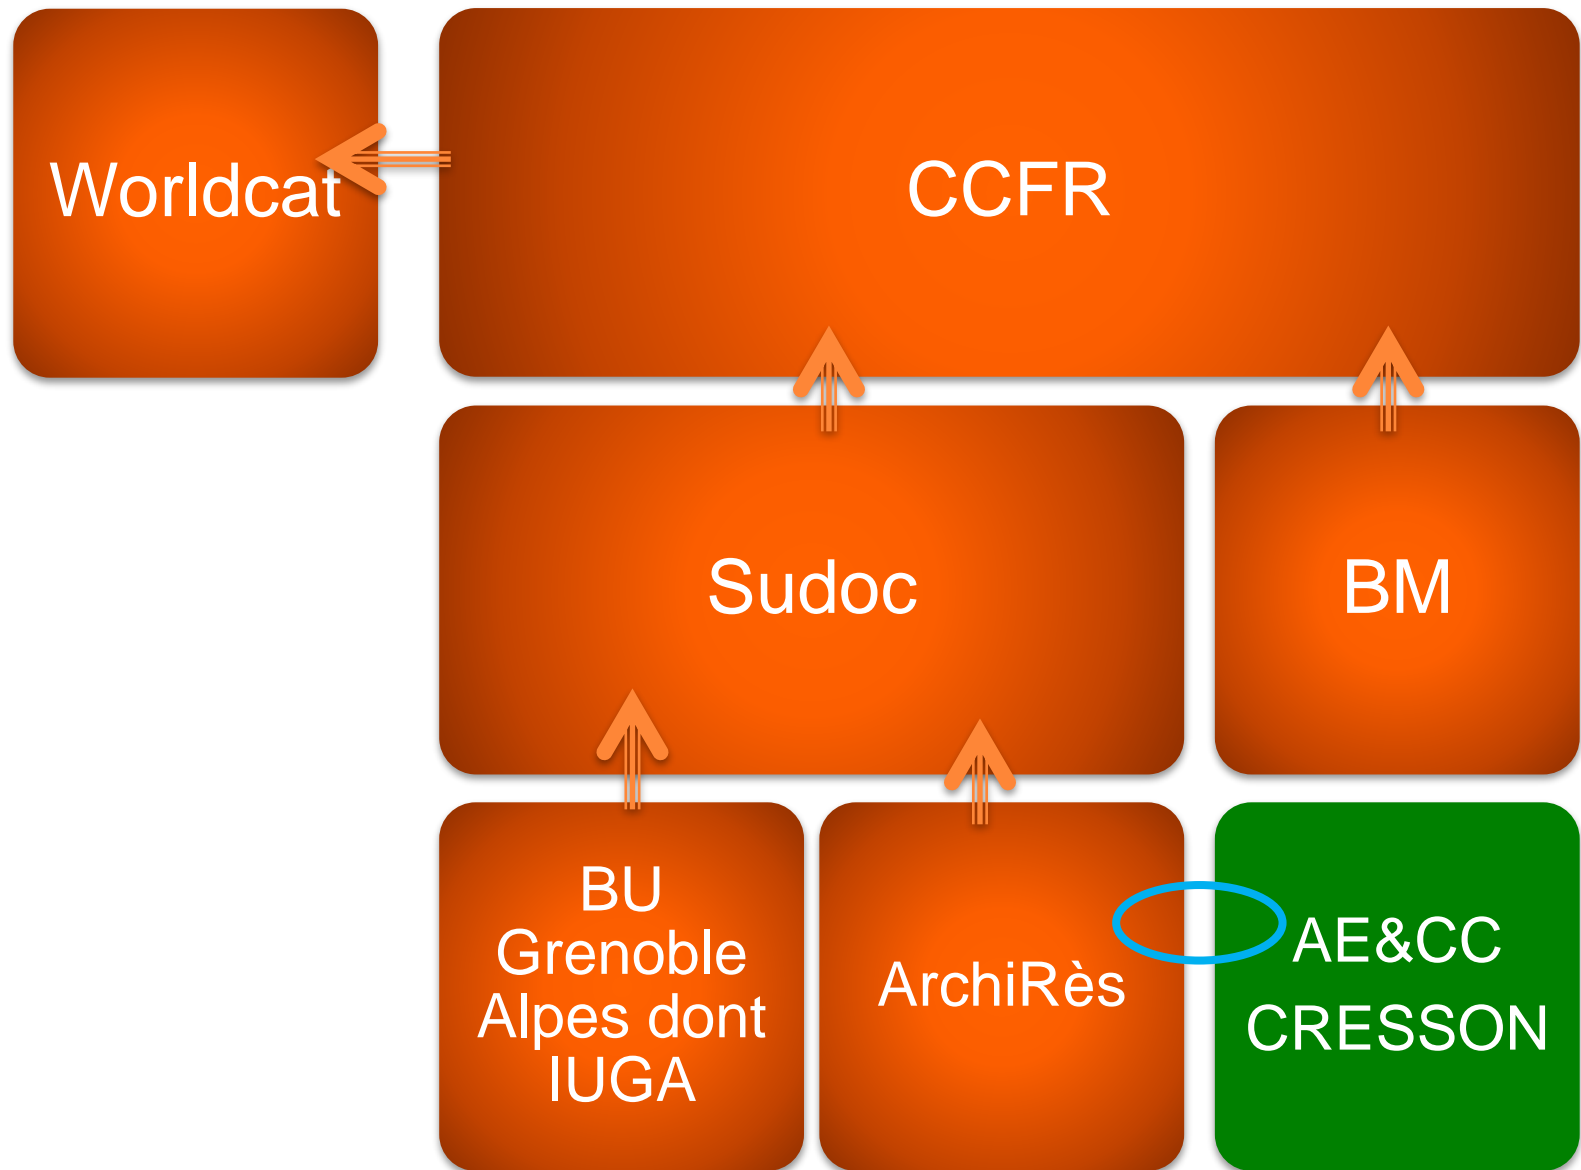 Worldcat
CCFR
Sudoc
BM
BU
Grenoble
Alpes dont
IUGA
ArchiRès
AE&CC
CRESSON